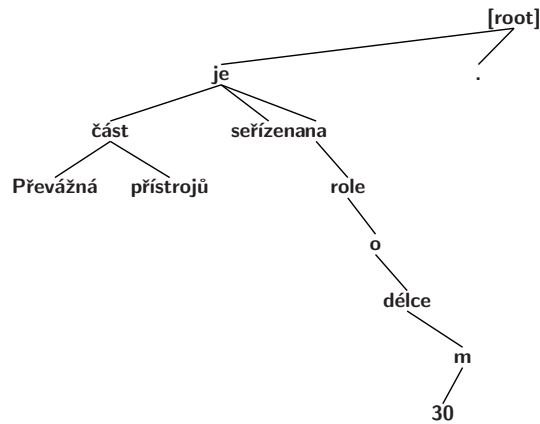 [root]
je .
část seřízenana
Převážná přístrojů role
o
délce
m
30